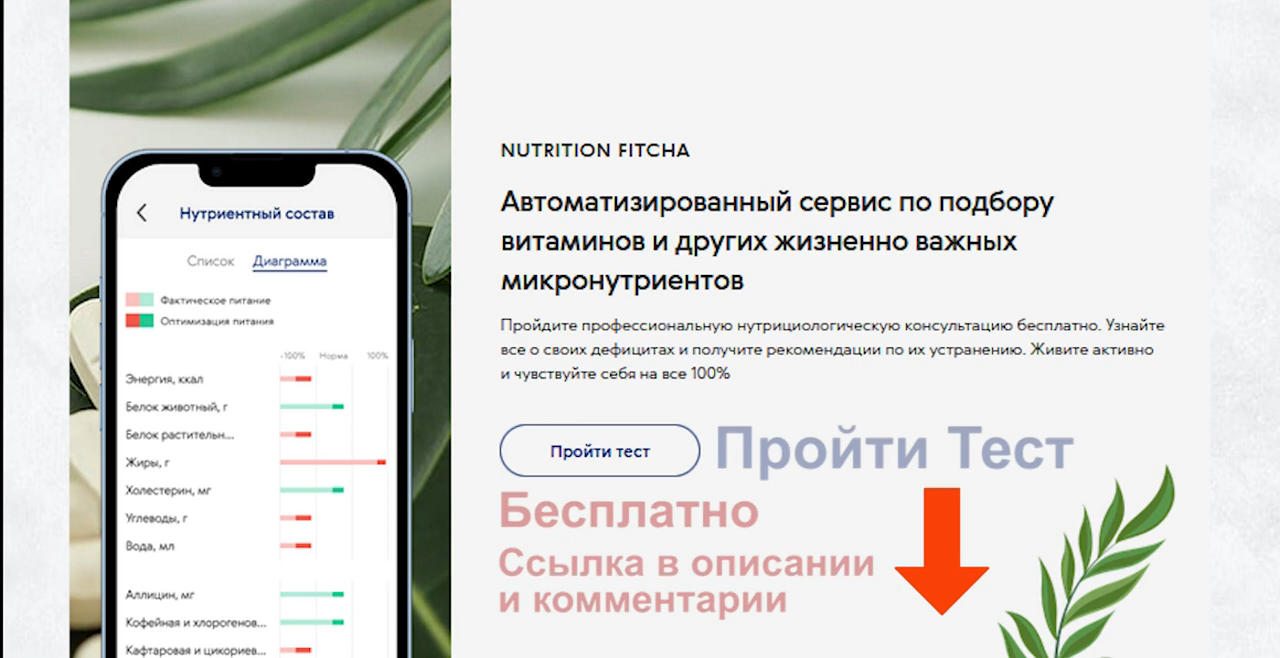 NUTRITION FITCHA
Автоматизированный сервис по подбору
витаминов и других жизненно важных
микронутриентов
Пройдите профессиональную нутрициологическую консультацию бесплатно. Узнайте
все о своих дефицитах и получите рекомендации по их устранению. Живите активно
и чувствуйте себя на все 100%
Пройти тест
Пройти Тест
Бесплатно
Ссылка в описании
и комментарии
Нутриентный состав
Список Диаграмма
Фактическое питание
Оптимизация питания
-100% Норма 100%
Энергия, ккал
Белок животный, г
Белок растительн...
Жиры, г
Холестерин, мг
Углеводы, г
Вода, мл
Аллицин, мг
Кофейная и хлорогенов...
Кафтаровая и цикориев...